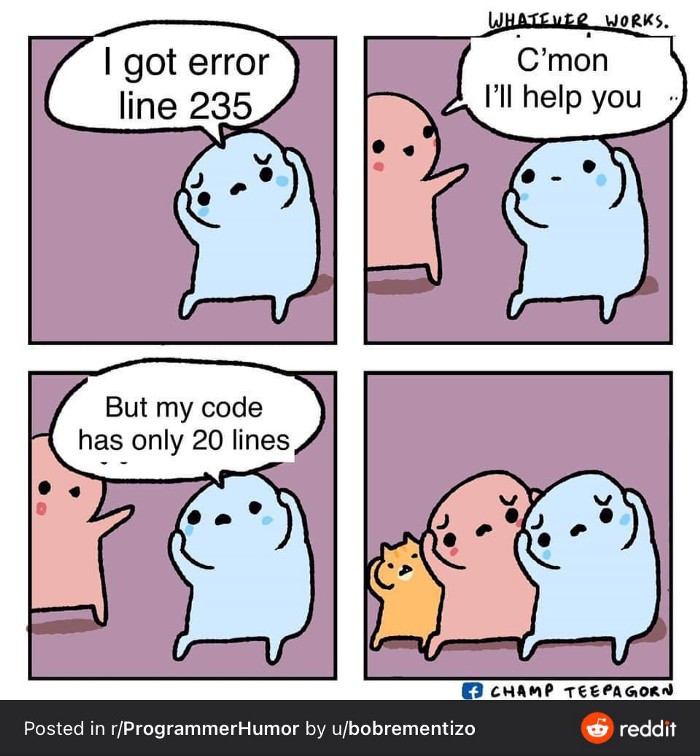 WHATEVER WORKS.
I got error
line 235
C'mon
I'll help you
But my code
has only 20 lines
CHAMP TEEPAGORN
Posted in r/ProgrammerHumor by u/bobrementizo
reddit